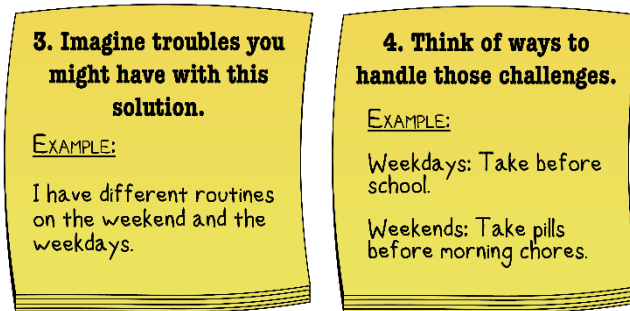 3. Imagine troubles you
might have with this
solution.
EXAMPLE:
I have different routines
on the weekend and the
weekdays.
4. Think of ways to
handle those challenges.
EXAMPLE:
Weekdays: Take before
school.
Weekends: Take pills
before morning chores.